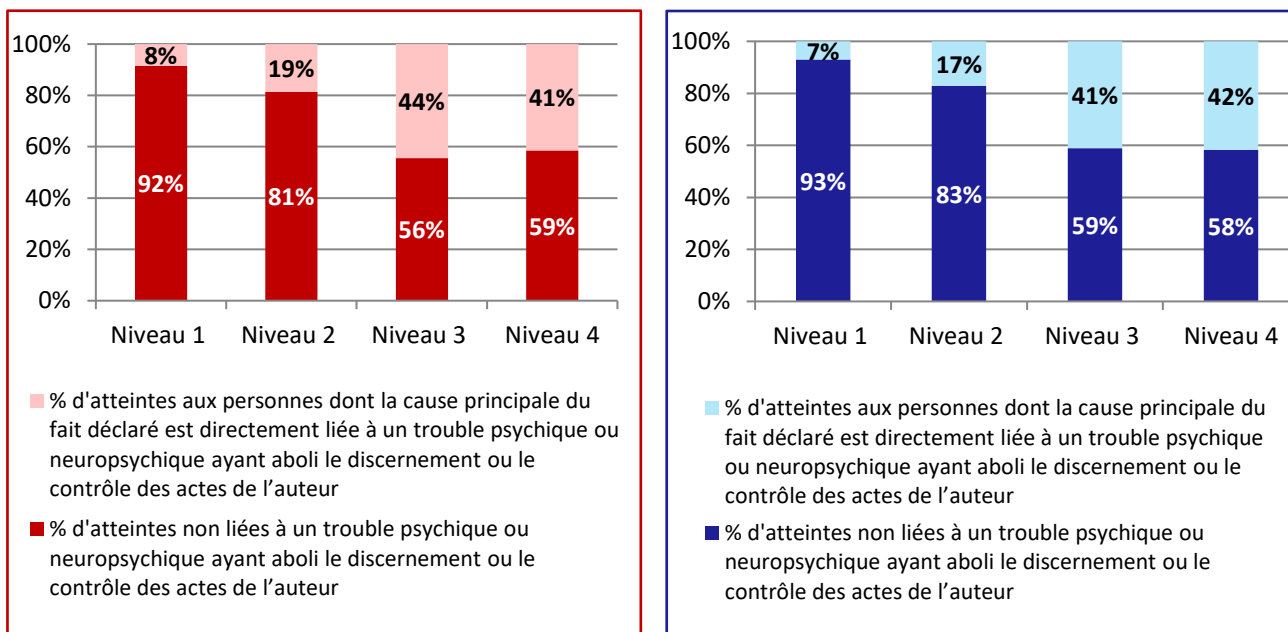 100%
80%
60%
40%
20%
0%
8%
19%
44%
41%
92%
81%
56%
59%
Niveau 1
Niveau 2
Niveau 3
Niveau 4
% d'atteintes aux personnes dont la cause principale du
fait déclaré est directement liée à un trouble psychique ou
neuropsychique ayant aboli le discernement ou le
contrôle des actes de l’auteur
% d'atteintes non liées à un trouble psychique ou
neuropsychique ayant aboli le discernement ou le
contrôle des actes de l’auteur
100%
80%
60%
40%
20%
0%
7%
17%
41%
42%
93%
83%
59%
58%
Niveau 1
Niveau 2
Niveau 3
Niveau 4
% d'atteintes aux personnes dont la cause principale du
fait déclaré est directement liée à un trouble psychique
ou neuropsychique ayant aboli le discernement ou le
contrôle des actes de l’auteur
% d'atteintes non liées à un trouble psychique ou
neuropsychique ayant aboli le discernement ou le
contrôle des actes de l’auteur